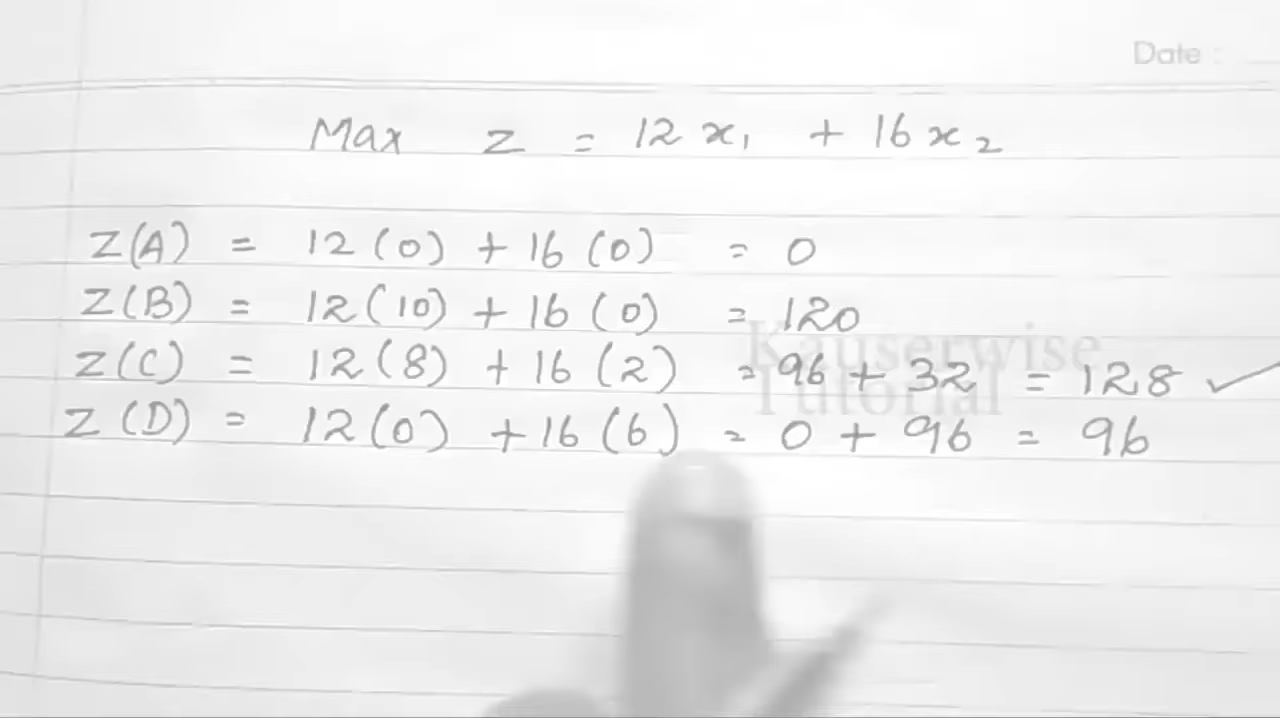 Date :
Max z = 12x₁ + 16x₂
Z(A) = 12(0) + 16(0) = 0
Z(B) = 12(10) + 16(0) = 120
Z(C) = 12(8) + 16(2) = 96 + 32 = 128 ✓
Z(D) = 12(0) + 16(6) = 0 + 96 = 96
Kauserwise
Tutorial